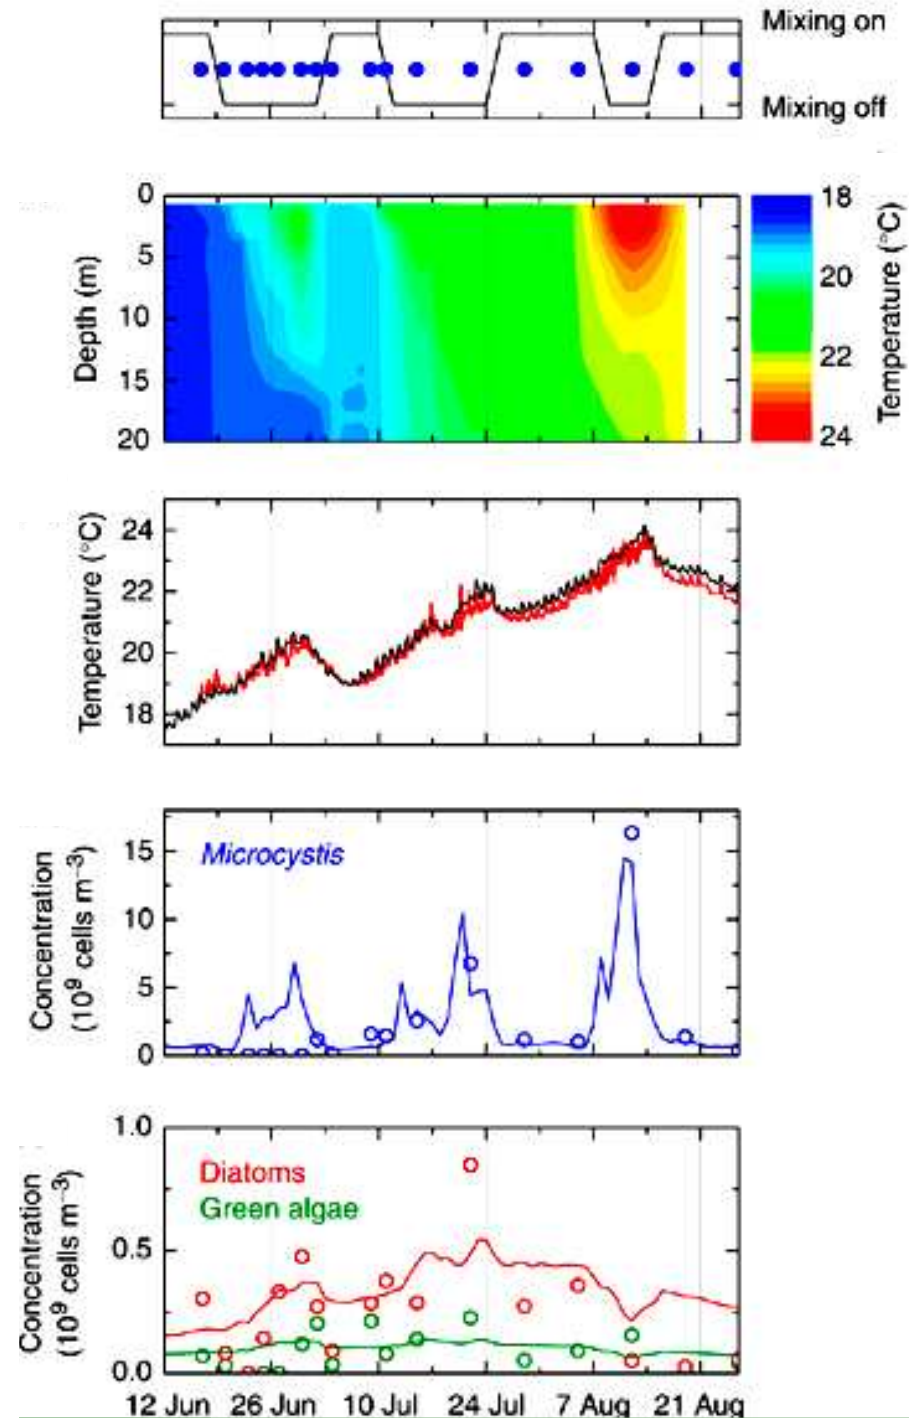 Mixing on
Mixing off
0
5
10
15
20
Depth (m)
18
20
22
24
Temperature (°C)
24
22
20
18
Temperature (°C)
15
10
5
0
Concentration
(10⁹ cells m⁻³)
Microcystis
1.0
0.5
0.0
Concentration
(10⁹ cells m⁻³)
Diatoms
Green algae
12 Jun 26 Jun 10 Jul 24 Jul 7 Aug 21 Aug